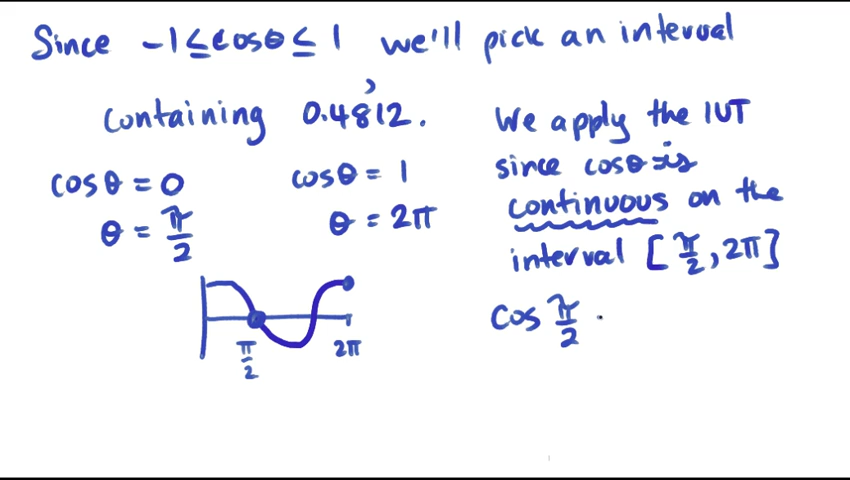 Since -1 ≤ cosθ ≤ 1 we'll pick an interval
containing 0.4812.
cosθ = 0
θ = π/2
cosθ = 1
θ = 2π
π/2
2π
We apply the IVT
since cosθ is
continuous on the
interval [π/2, 2π]
cos π/2